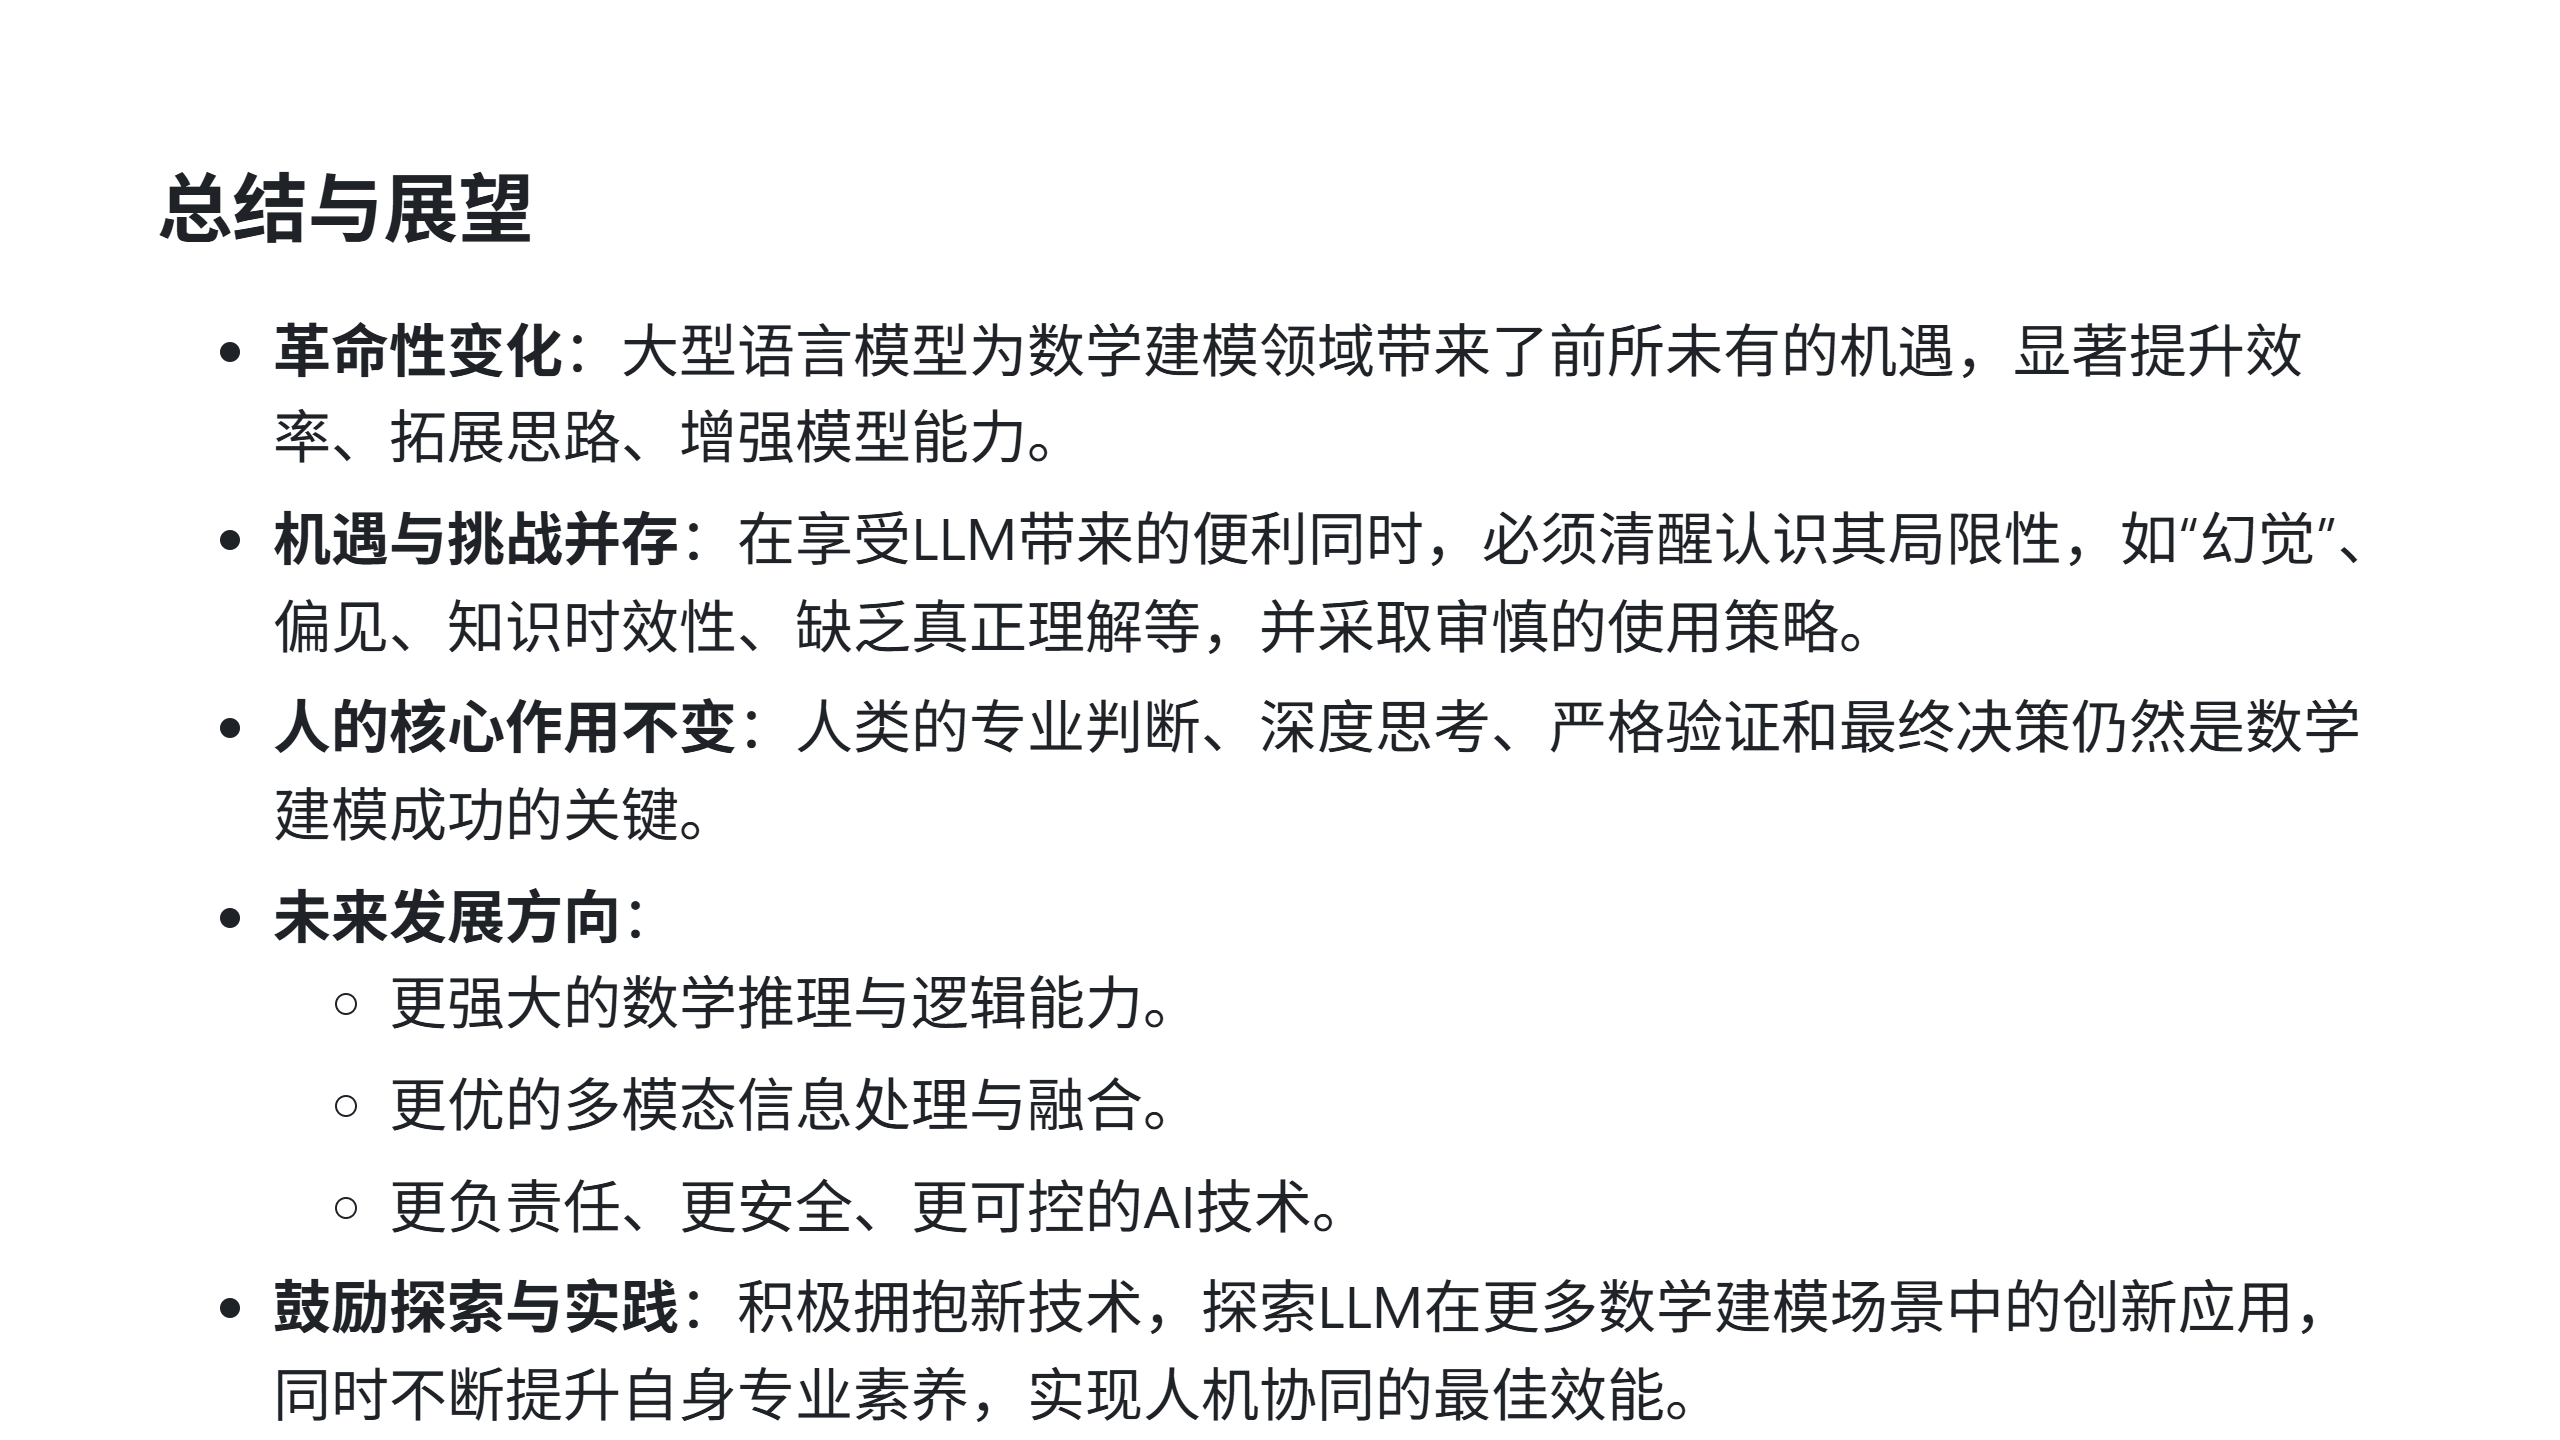 总结与展望
• 革命性变化：大型语言模型为数学建模领域带来了前所未有的机遇，显著提升效
率、拓展思路、增强模型能力。
• 机遇与挑战并存：在享受LLM带来的便利同时，必须清醒认识其局限性，如“幻觉”、
偏见、知识时效性、缺乏真正理解等，并采取审慎的使用策略。
• 人的核心作用不变：人类的专业判断、深度思考、严格验证和最终决策仍然是数学
建模成功的关键。
• 未来发展方向：
○ 更强大的数学推理与逻辑能力。
○ 更优的多模态信息处理与融合。
○ 更负责任、更安全、更可控的AI技术。
• 鼓励探索与实践：积极拥抱新技术，探索LLM在更多数学建模场景中的创新应用，
同时不断提升自身专业素养，实现人机协同的最佳效能。